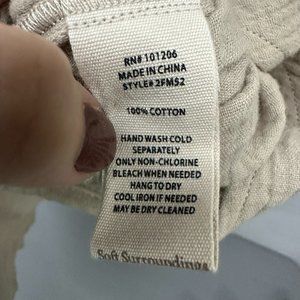 RN# 101206
MADE IN CHINA
STYLE# 2FM52
100% COTTON
HAND WASH COLD
SEPARATELY
ONLY NON-CHLORINE
BLEACH WHEN NEEDED
HANG TO DRY
COOL IRON IF NEEDED
MAY BE DRY CLEANED
Soft Surroundings